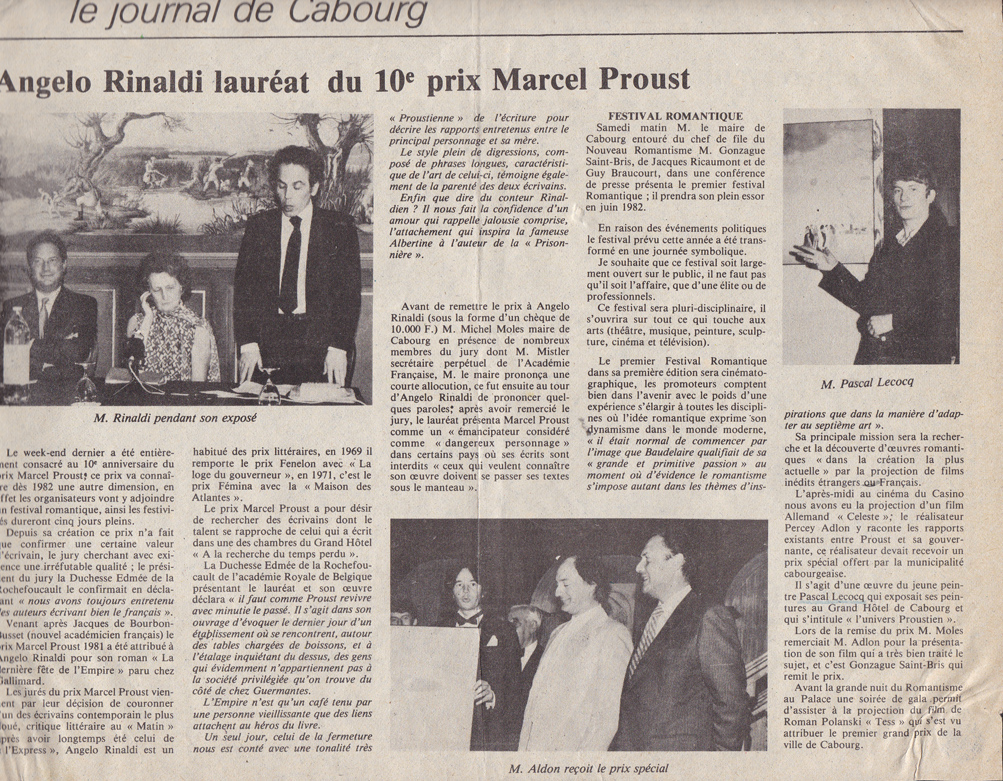 le journal de Cabourg
Angelo Rinaldi lauréat du 10e prix Marcel Proust
M. Rinaldi pendant son exposé
Le week-end dernier a été entière-
ment consacré au 10e anniversaire du
prix Marcel Proust; ce prix va connaî-
tre dès 1982 une autre dimension, en
effet les organisateurs vont y adjoindre
un festival romantique, ainsi les festivi-
tés dureront cinq jours pleins.
Depuis sa création ce prix n'a fait
que confirmer une certaine valeur
l'écrivain, le jury cherchant avec exi-
gence une irréfutable qualité ; le prési-
dent du jury la Duchesse Edmée de la
Rochefoucault le confirmait en décla-
rant « nous avons toujours entretenu
des auteurs écrivant bien le français ».
Venant après Jacques de Bourbon-
Busset (nouvel académicien français) le
prix Marcel Proust 1981 a été attribué à
Angelo Rinaldi pour son roman « La
dernière fête de l'Empire » paru chez
Gallimard.
Les jurés du prix Marcel Proust vien-
nent par leur décision de couronner
l'un des écrivains contemporain le plus
loué, critique littéraire au « Matin »
après avoir longtemps été celui de
« l'Express », Angelo Rinaldi est un
habitué des prix littéraires, en 1969 il
remporte le prix Fenelon avec « La
loge du gouverneur », en 1971, c'est le
prix Fémina avec la « Maison des
Atlantes ».
Le prix Marcel Proust a pour désir
de rechercher des écrivains dont le
talent se rapproche de celui qui a écrit
dans une des chambres du Grand Hôtel
« A la recherche du temps perdu ».
La Duchesse Edmée de la Rochefou-
cault de l'académie Royale de Belgique
présentant le lauréat et son œuvre
déclara « il faut comme Proust revivre
avec minutie le passé. Il s'agit dans son
ouvrage d'évoquer le dernier jour d'un
établissement où se rencontrent, autour
des tables chargées de boissons, et à
l'étalage inquiétant du dessus, des gens
qui évidemment n'appartiennent pas à
la société privilégiée qu'on trouve du
côté de chez Guermantes.
L'Empire n'est qu'un café tenu par
une personne vieillissante que des liens
attachent au héros du livre.
Un seul jour, celui de la fermeture
nous est conté avec une tonalité très
« Proustienne » de l'écriture pour
décrire les rapports entretenus entre le
principal personnage et sa mère.
Le style plein de digressions, com-
posé de phrases longues, caractéristi-
que de l'art de celui-ci, témoigne égale-
ment de la parenté des deux écrivains.
Enfin que dire du conteur Rinal-
dien ? Il nous fait la confidence d'un
amour qui rappelle jalousie comprise,
l'attachement qui inspira la fameuse
Albertine à l'auteur de la « Prison-
nière ».
Avant de remettre le prix à Angelo
Rinaldi (sous la forme d'un chèque de
10.000 F.) M. Michel Moles maire de
Cabourg en présence de nombreux
membres du jury dont M. Mistler
secrétaire perpétuel de l'Académie
Française, M. le maire prononça une
courte allocution, ce fut ensuite au tour
d'Angelo Rinaldi de prononcer quel-
ques paroles; après avoir remercié le
jury, le lauréat présenta Marcel Proust
comme un « émancipateur considéré
comme « dangereux personnage »
dans certains pays où ses écrits sont
interdits « ceux qui veulent connaître
son œuvre doivent se passer ses textes
sous le manteau ».
FESTIVAL ROMANTIQUE
Samedi matin M. le maire de
Cabourg entouré du chef de file du
Nouveau Romantisme M. Gonzague
Saint-Bris, de Jacques Ricaumont et de
Guy Braucourt, dans une conférence
de presse présenta le premier festival
Romantique ; il prendra son plein essor
en juin 1982.
En raison des événements politiques
le festival prévu cette année a été trans-
formé en une journée symbolique.
Je souhaite que ce festival soit large-
ment ouvert sur le public, il ne faut pas
qu'il soit l'affaire, que d'une élite ou de
professionnels.
Ce festival sera pluri-disciplinaire, il
s'ouvrira sur tout ce qui touche aux
arts (théâtre, musique, peinture, sculp-
ture, cinéma et télévision).
Le premier Festival Romantique
dans sa première édition sera cinémato-
graphique, les promoteurs comptent
bien dans l'avenir avec le poids d'une
expérience s'élargir à toutes les discipli-
nes où l'idée romantique exprime son
dynamisme dans le monde moderne,
« il était normal de commencer par
l'image que Baudelaire qualifiait de sa
« grande et primitive passion » au
moment où d'évidence le romantisme
s'impose autant dans les thèmes d'ins-
M. Pascal Lecocq
pirations que dans la manière d'adap-
ter au septième art ».
Sa principale mission sera la recher-
che et la découverte d'œuvres romanti-
ques « dans la création la plus
actuelle » par la projection de films
inédits étrangers ou Français.
L'après-midi au cinéma du Casino
nous avons eu la projection d'un film
Allemand « Celeste »; le réalisateur
Percey Adlon y raconte les rapports
existants entre Proust et sa gouver-
nante, ce réalisateur devait recevoir un
prix spécial offert par la municipalité
cabourgeaise.
Il s'agit d'une œuvre du jeune pein-
tre Pascal Lecocq qui exposait ses pein-
tures au Grand Hôtel de Cabourg et
qui s'intitule « l'univers Proustien ».
Lors de la remise du prix M. Moles
remerciait M. Adlon pour la présenta-
tion de son film qui a très bien traité le
sujet, et c'est Gonzague Saint-Bris qui
remit le prix.
Avant la grande nuit du Romantisme
au Palace une soirée de gala permit
d'assister à la projection du film de
Roman Polanski « Tess » qui s'est vu
attribuer le premier grand prix de la
ville de Cabourg.
M. Aldon reçoit le prix spécial